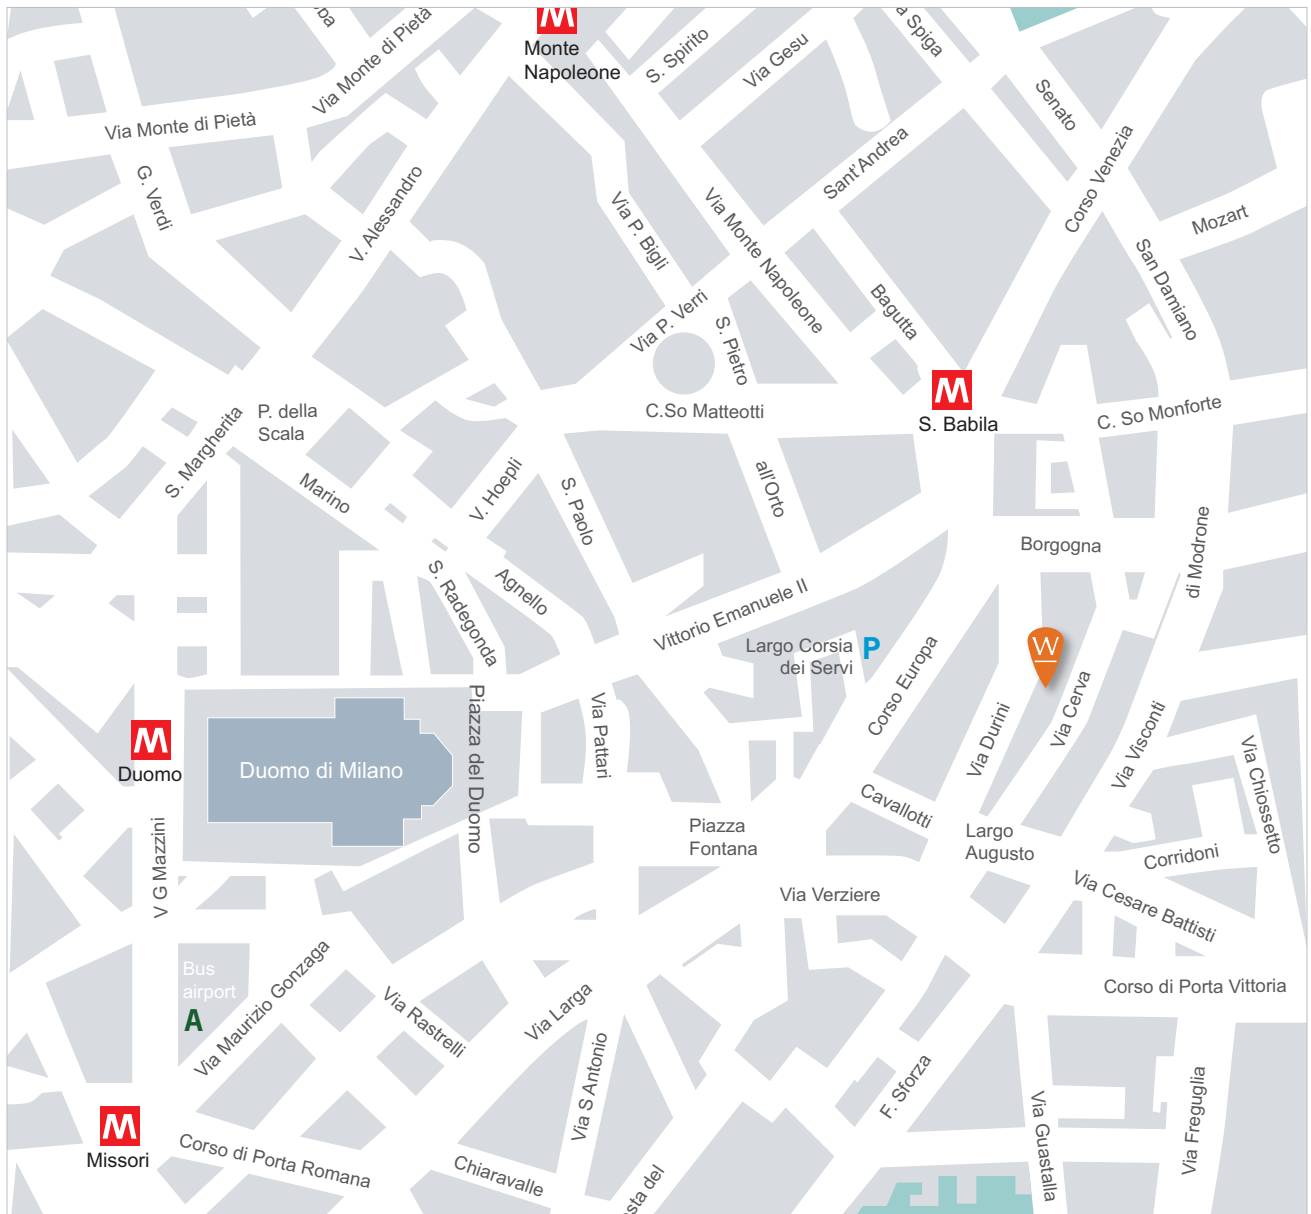 Via Monte di Pietà
M
Monte
Napoleone
S. Spirito
Via Gesu
a Spiga
Senato
Via Monte di Pietà
G. Verdi
V. Alessandro
Via P. Bigli
Via Monte Napoleone
Sant'Andrea
Corso Venezia
Mozart
San Damiano
Bagutta
Via P. Verri
S. Pietro
M
S. Babila
C.So Matteotti
C. So Monforte
P. della
Scala
S. Margherita
Marino
V. Hoepli
S. Paolo
all'Orto
Borgogna
di Modrone
S. Radegonda
Agnello
Vittorio Emanuele II
Largo Corsia
dei Servi
P
Corso Europa
W
Via Durini
Via Cerva
Via Visconti
Via Chiossetto
M
Duomo
Duomo di Milano
Piazza del Duomo
Via Pattari
Piazza
Fontana
Cavallotti
Largo
Augusto
Corridoni
V G Mazzini
Via Verziere
Via Cesare Battisti
Bus
airport
A
Via Maurizio Gonzaga
Via Rastrelli
Via Larga
Corso di Porta Vittoria
Via S Antonio
F. Sforza
Via Guastalla
Via Freguglia
M
Missori
Corso di Porta Romana
Chiaravalle
sta del